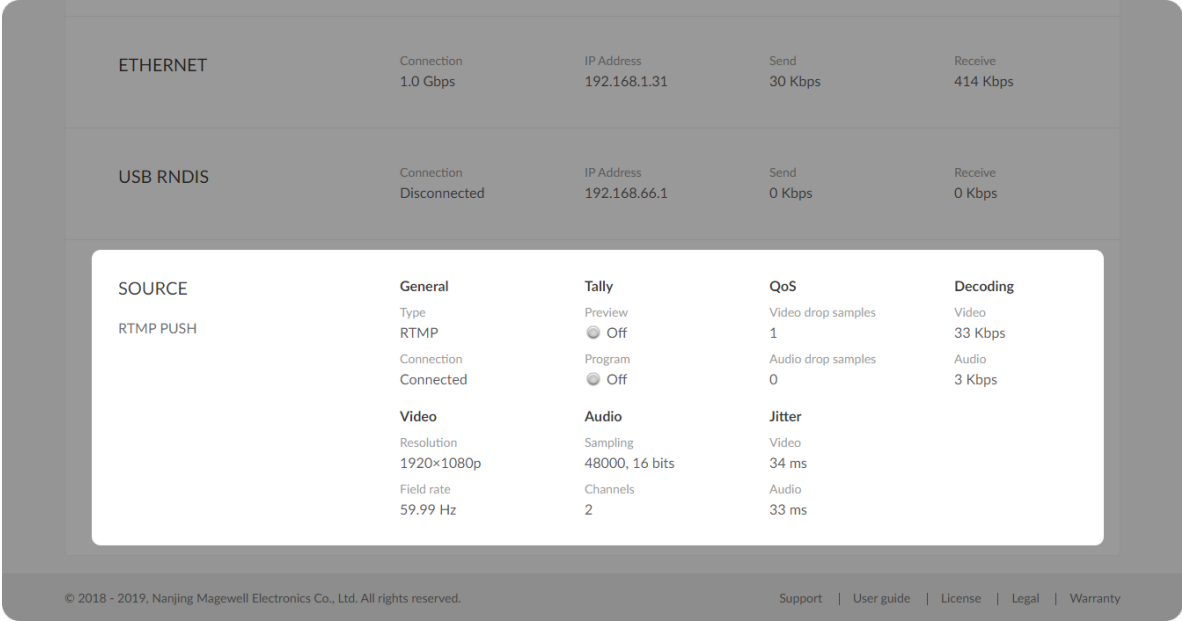 ETHERNET
Connection
1.0 Gbps
IP Address
192.168.1.31
Send
30 Kbps
Receive
414 Kbps
USB RNDIS
Connection
Disconnected
IP Address
192.168.66.1
Send
0 Kbps
Receive
0 Kbps
SOURCE
RTMP PUSH
General
Type
RTMP
Connection
Connected
Tally
Preview
Off
Program
Off
QoS
Video drop samples
1
Audio drop samples
0
Decoding
Video
33 Kbps
Audio
3 Kbps
Video
Resolution
1920×1080p
Field rate
59.99 Hz
Audio
Sampling
48000, 16 bits
Channels
2
Jitter
Video
34 ms
Audio
33 ms
© 2018 - 2019, Nanjing Magewell Electronics Co., Ltd. All rights reserved.
Support | User guide | License | Legal | Warranty